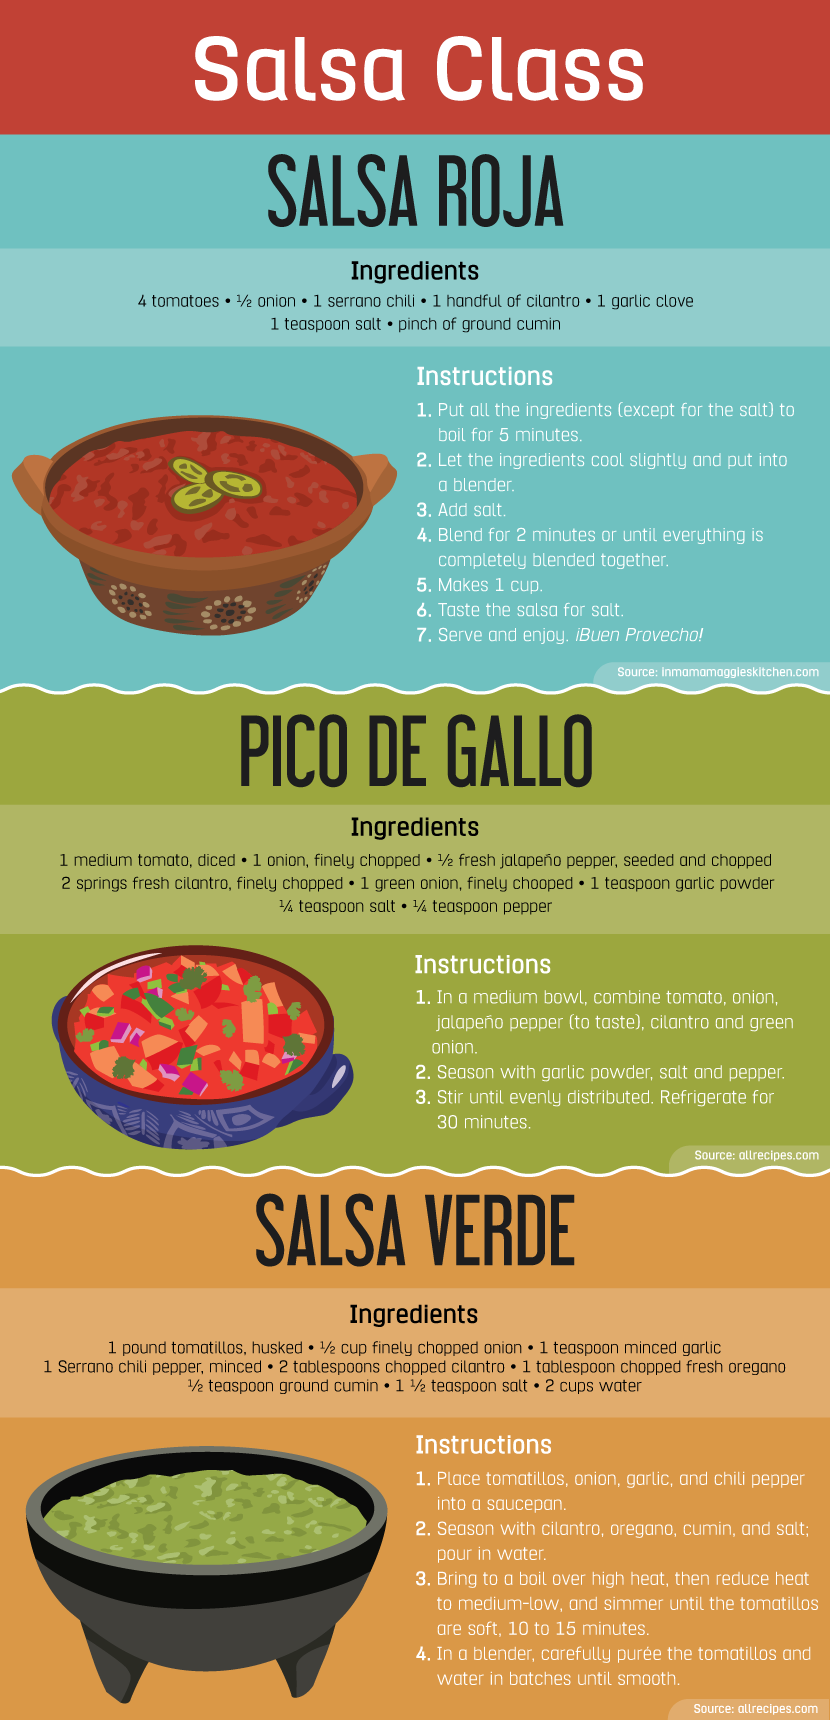 Salsa Class
SALSA ROJA
Ingredients
4 tomatoes • ½ onion • 1 serrano chili • 1 handful of cilantro • 1 garlic clove
1 teaspoon salt • pinch of ground cumin
Instructions
1. Put all the ingredients (except for the salt) to
boil for 5 minutes.
2. Let the ingredients cool slightly and put into
a blender.
3. Add salt.
4. Blend for 2 minutes or until everything is
completely blended together.
5. Makes 1 cup.
6. Taste the salsa for salt.
7. Serve and enjoy. ¡Buen Provecho!
Source: inmamamaggieskitchen.com
PICO DE GALLO
Ingredients
1 medium tomato, diced • 1 onion, finely chopped • ½ fresh jalapeño pepper, seeded and chopped
2 springs fresh cilantro, finely chopped • 1 green onion, finely chooped • 1 teaspoon garlic powder
¼ teaspoon salt • ¼ teaspoon pepper
Instructions
1. In a medium bowl, combine tomato, onion,
jalapeño pepper (to taste), cilantro and green
onion.
2. Season with garlic powder, salt and pepper.
3. Stir until evenly distributed. Refrigerate for
30 minutes.
Source: allrecipes.com
SALSA VERDE
Ingredients
1 pound tomatillos, husked • ½ cup finely chopped onion • 1 teaspoon minced garlic
1 Serrano chili pepper, minced • 2 tablespoons chopped cilantro • 1 tablespoon chopped fresh oregano
½ teaspoon ground cumin • 1 ½ teaspoon salt • 2 cups water
Instructions
1. Place tomatillos, onion, garlic, and chili pepper
into a saucepan.
2. Season with cilantro, oregano, cumin, and salt;
pour in water.
3. Bring to a boil over high heat, then reduce heat
to medium-low, and simmer until the tomatillos
are soft, 10 to 15 minutes.
4. In a blender, carefully purée the tomatillos and
water in batches until smooth.
Source: allrecipes.com